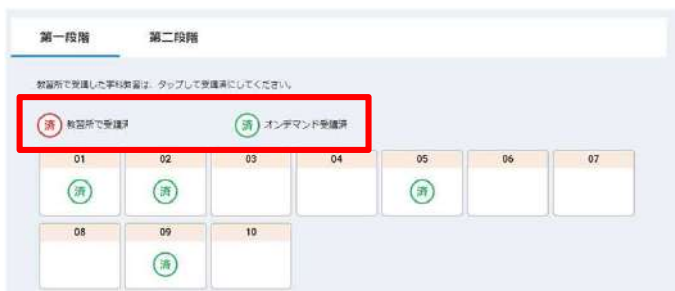 第一段階 第二段階
教習所で受講した学科教習は、タップして受講済にしてください。
済 教習所で受講済 済 オンデマンド受講済
01 02 03 04 05 06 07
済 済 済
08 09 10
済